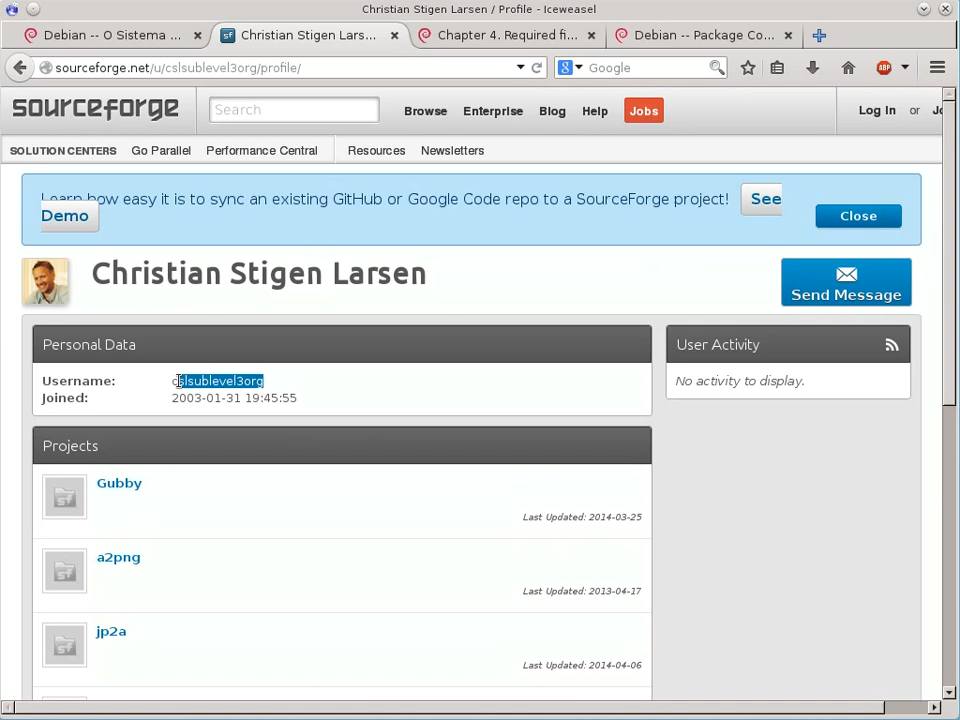 Christian Stigen Larsen / Profile - Iceweasel
Debian -- O Sistema ...
Christian Stigen Lars...
Chapter 4. Required fi...
Debian -- Package Co...
sourceforge.net/u/cslsublevel3org/profile/
Google
ABP
sourceforge
Search
Browse
Enterprise
Blog
Help
Jobs
Log In
or
SOLUTION CENTERS
Go Parallel
Performance Central
Resources
Newsletters
Learn how easy it is to sync an existing GitHub or Google Code repo to a SourceForge project! See
Demo
Close
Christian Stigen Larsen
Send Message
Personal Data
Username: cslsublevel3org
Joined: 2003-01-31 19:45:55
User Activity
No activity to display.
Projects
Gubby
Last Updated: 2014-03-25
a2png
Last Updated: 2013-04-17
jp2a
Last Updated: 2014-04-06